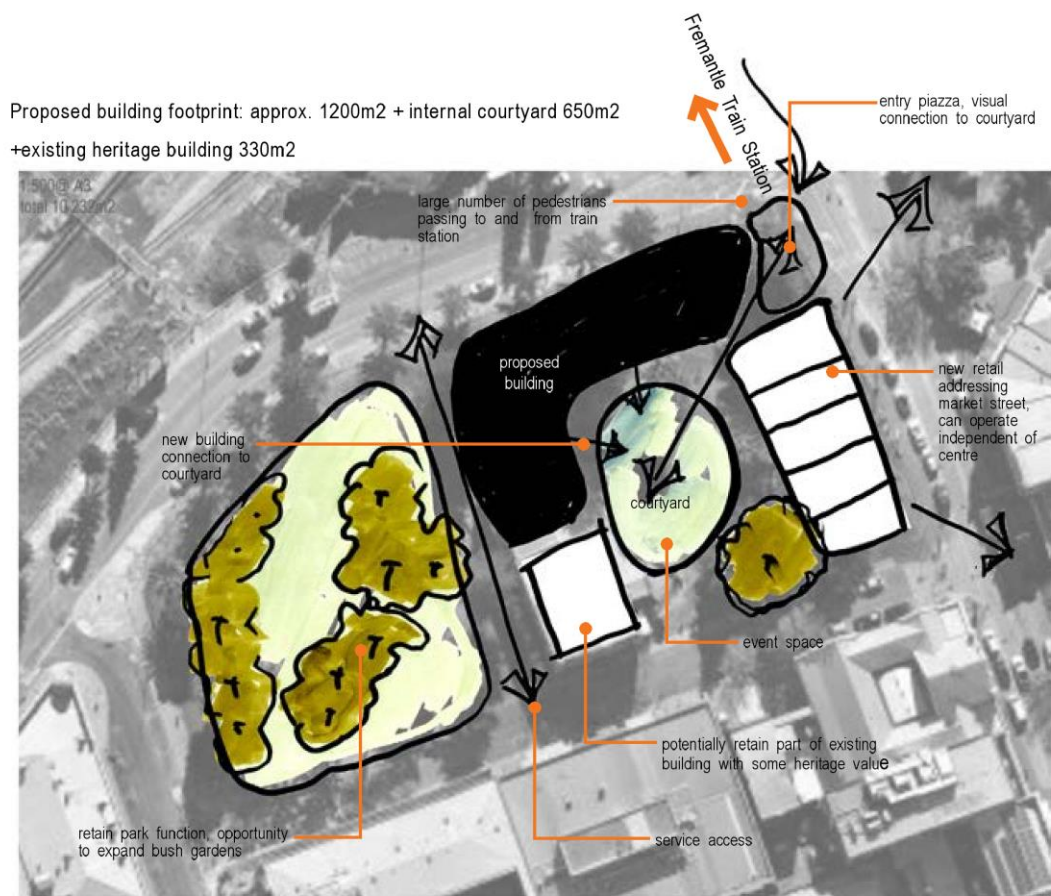 Proposed building footprint: approx. 1200m2 + internal courtyard 650m2
+existing heritage building 330m2
1:500@ A3
total 10 232m2
Fremantle Train Station
entry piazza, visual
connection to courtyard
large number of pedestrians
passing to and from train
station
proposed
building
new retail
addressing
market street,
can operate
independent of
centre
new building
connection to
courtyard
courtyard
event space
potentially retain part of existing
building with some heritage value
retain park function, opportunity
to expand bush gardens
service access
T
T
T
T
T
T
T
T
T
T